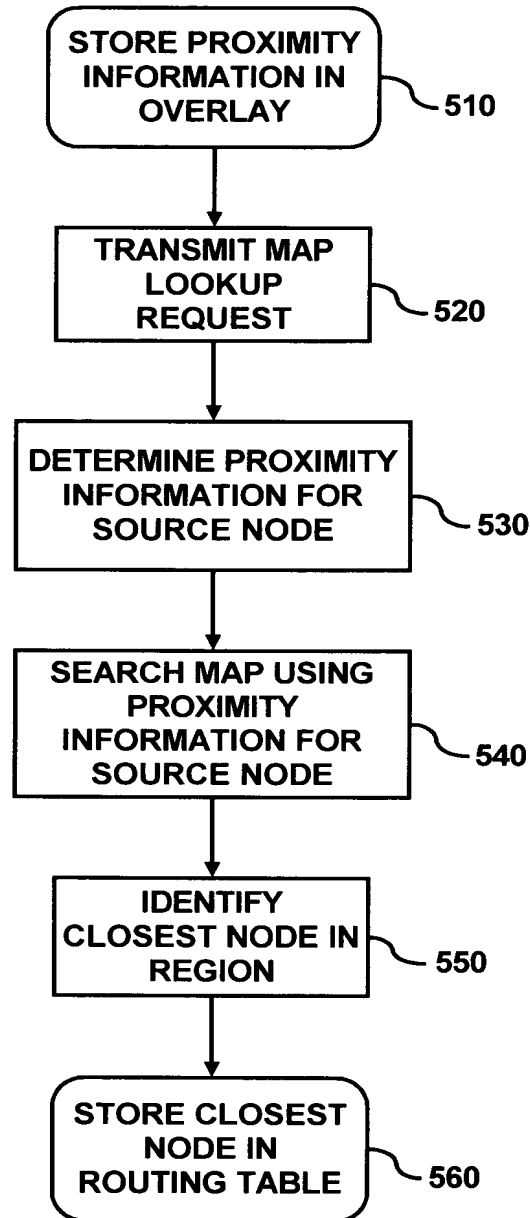 STORE PROXIMITY
INFORMATION IN
OVERLAY
510
TRANSMIT MAP
LOOKUP
REQUEST
520
DETERMINE PROXIMITY
INFORMATION FOR
SOURCE NODE
530
SEARCH MAP USING
PROXIMITY
INFORMATION FOR
SOURCE NODE
540
IDENTIFY
CLOSEST NODE IN
REGION
550
STORE CLOSEST
NODE IN
ROUTING TABLE
560